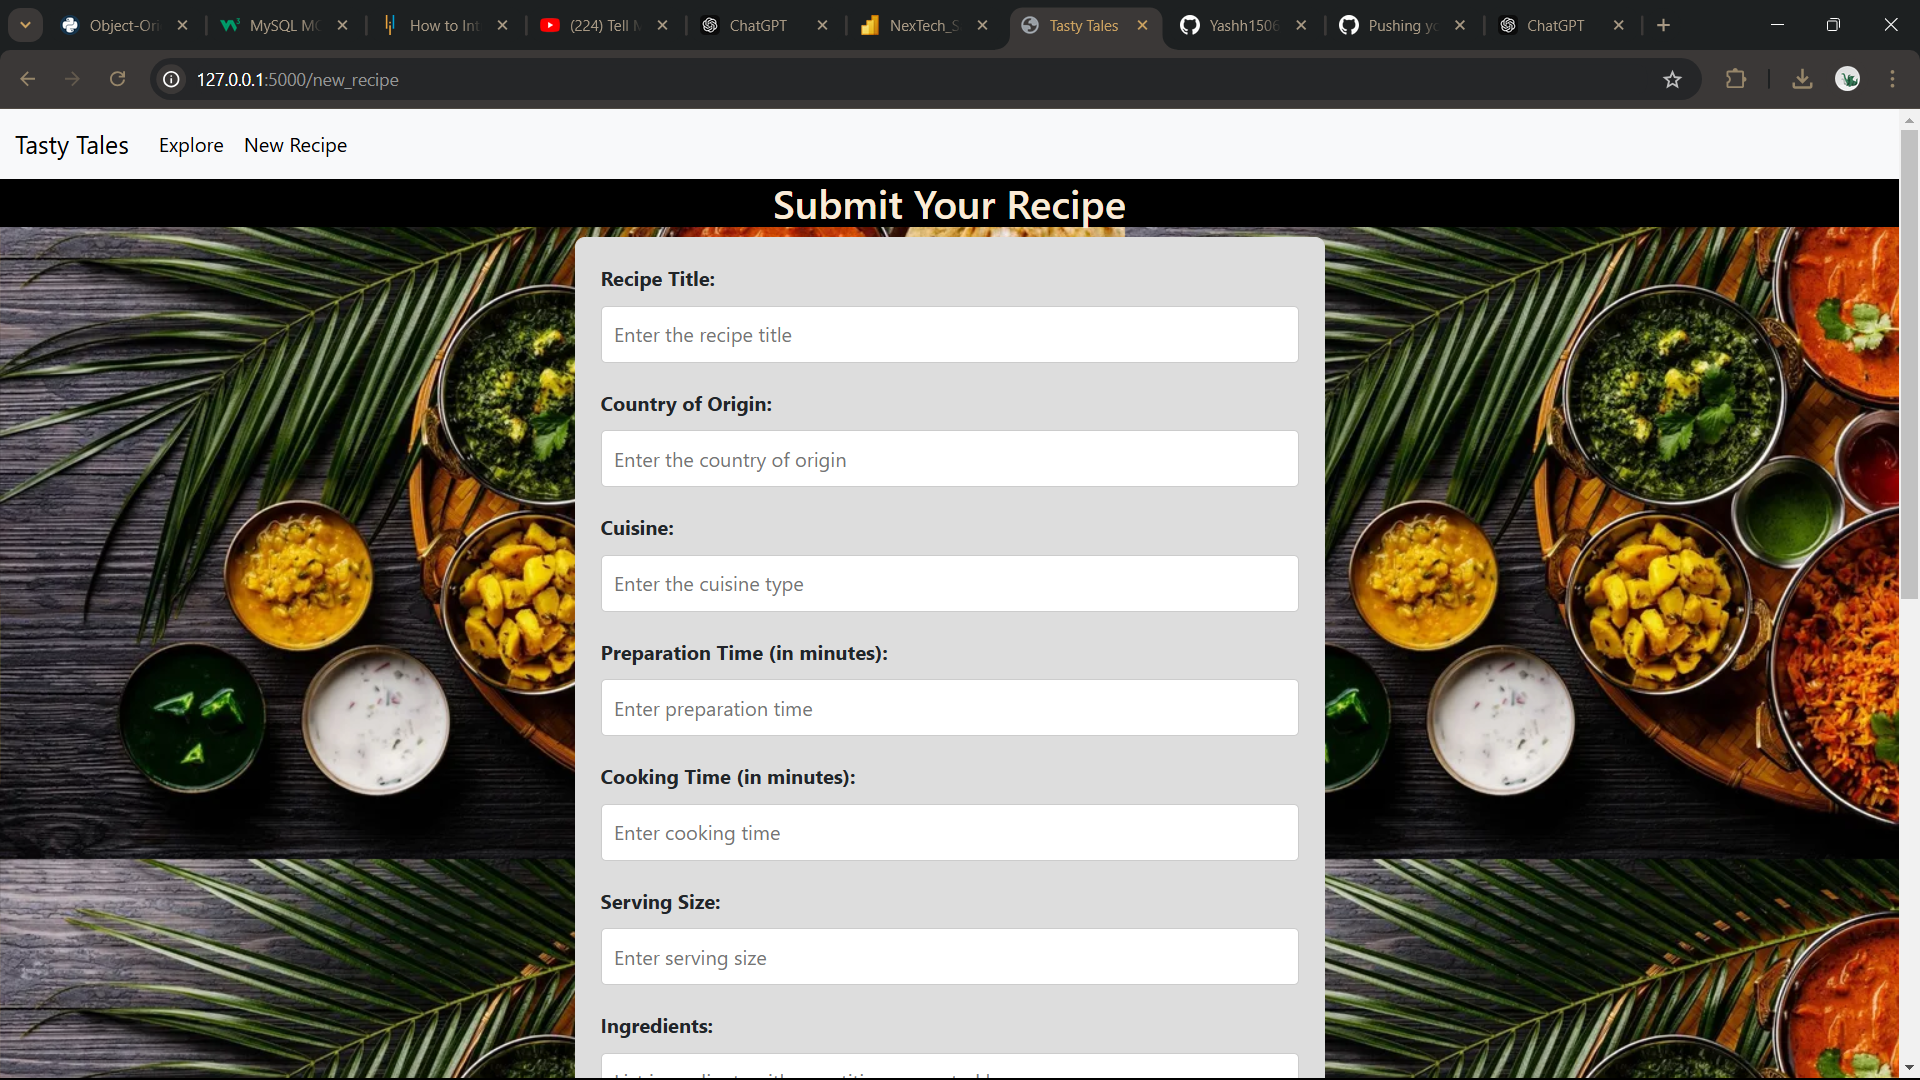 Object-Ori
MySQL MC
How to Int
(224) Tell M
ChatGPT
NexTech_S
Tasty Tales
Yashh1506
Pushing yo
ChatGPT
127.0.0.1:5000/new_recipe
Tasty Tales
Explore
New Recipe
Submit Your Recipe
Recipe Title:
Enter the recipe title
Country of Origin:
Enter the country of origin
Cuisine:
Enter the cuisine type
Preparation Time (in minutes):
Enter preparation time
Cooking Time (in minutes):
Enter cooking time
Serving Size:
Enter serving size
Ingredients: